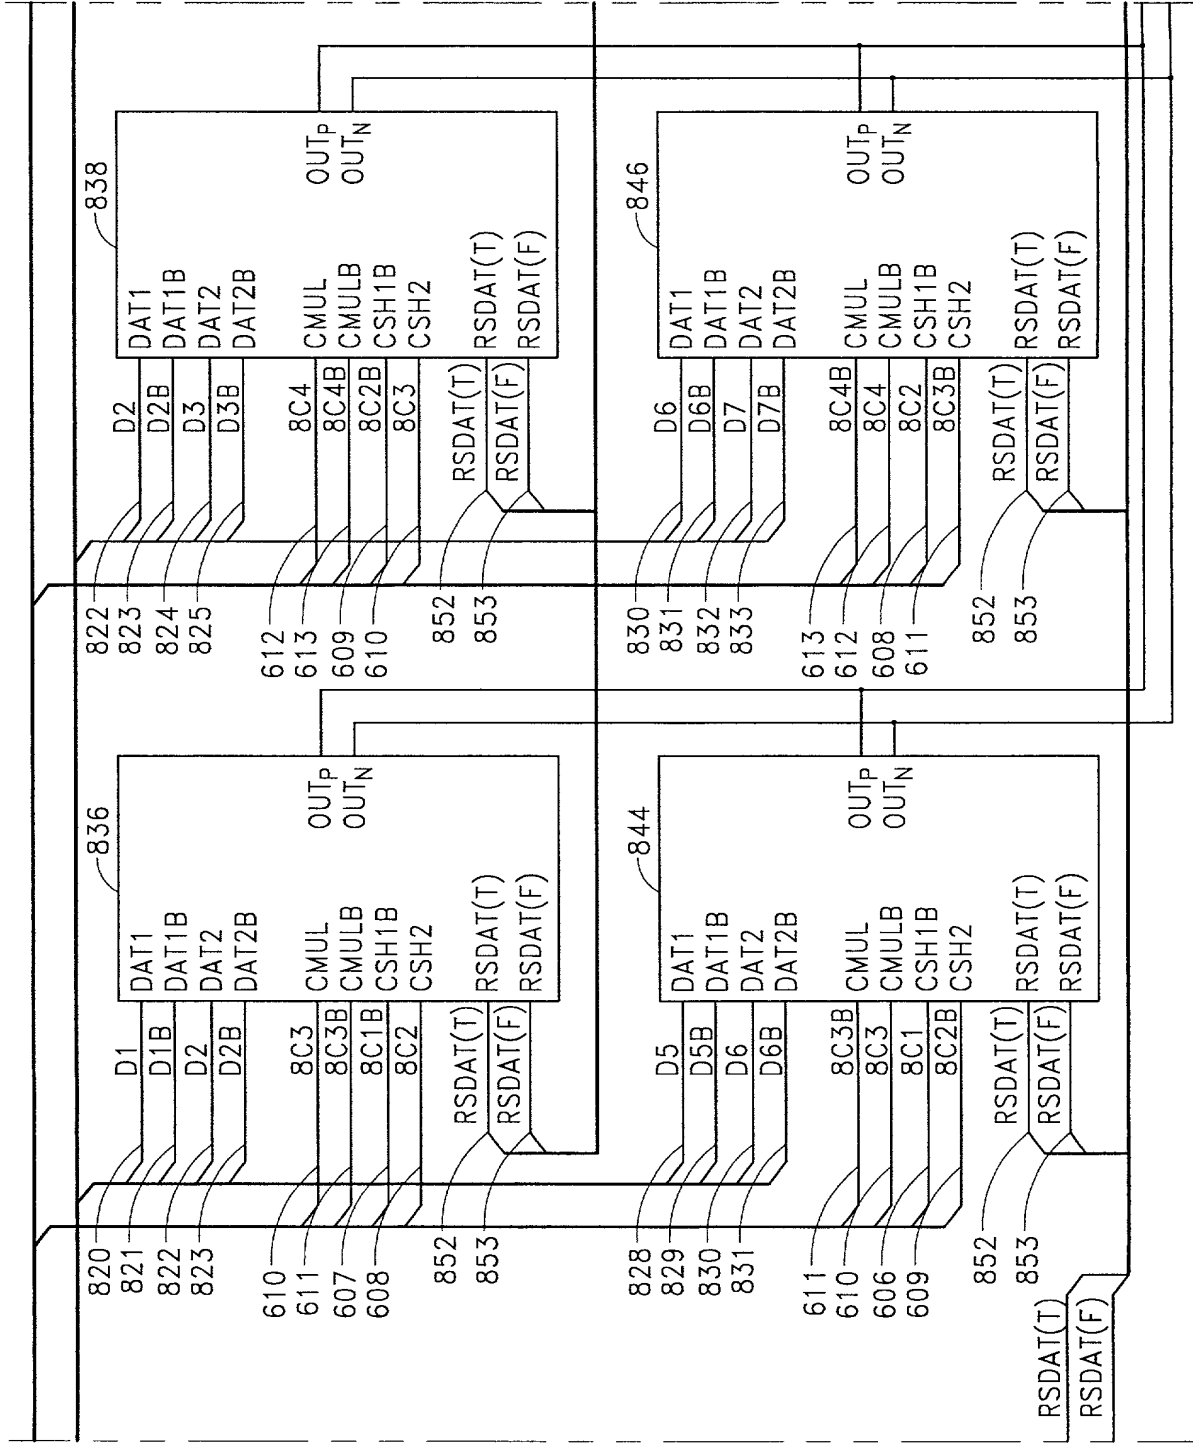 838
DAT1
DAT1B
DAT2
DAT2B
CMUL
CMULB
CSH1B
CSH2
RSDAT(T)
RSDAT(F)
OUTP
OUTN
D2
D2B
D3
D3B
8C4
8C4B
8C2B
8C3
RSDAT(T)
RSDAT(F)
822
823
824
825
612
613
609
610
852
853
846
DAT1
DAT1B
DAT2
DAT2B
CMUL
CMULB
CSH1B
CSH2
RSDAT(T)
RSDAT(F)
OUTP
OUTN
D6
D6B
D7
D7B
8C4B
8C4
8C2
8C3B
RSDAT(T)
RSDAT(F)
830
831
832
833
613
612
608
611
852
853
836
DAT1
DAT1B
DAT2
DAT2B
CMUL
CMULB
CSH1B
CSH2
RSDAT(T)
RSDAT(F)
OUTP
OUTN
D1
D1B
D2
D2B
8C3
8C3B
8C1B
8C2
RSDAT(T)
RSDAT(F)
820
821
822
823
610
611
607
608
852
853
844
DAT1
DAT1B
DAT2
DAT2B
CMUL
CMULB
CSH1B
CSH2
RSDAT(T)
RSDAT(F)
OUTP
OUTN
D5
D5B
D6
D6B
8C3B
8C3
8C1
8C2B
RSDAT(T)
RSDAT(F)
828
829
830
831
611
610
606
609
852
853
RSDAT(T)
RSDAT(F)